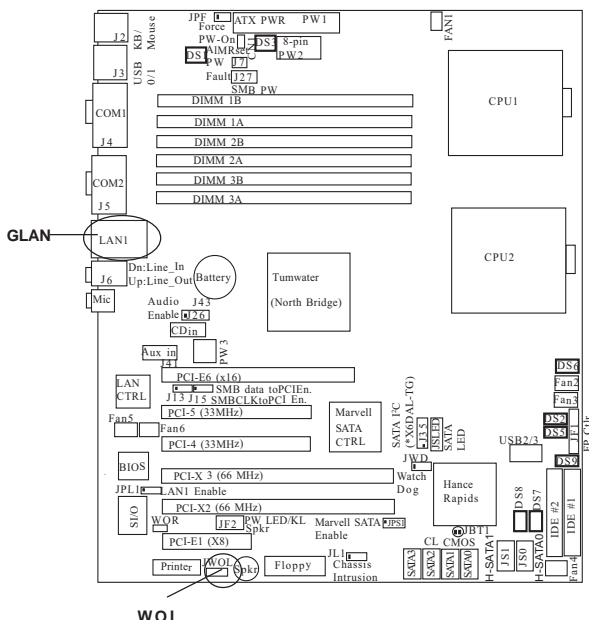 JPF
Force
PW-On
ATX PWR PW1
DS3
8-pin
PW2
FAN1
J2
KB/
Mouse
DS1
AlMRset
PW
J7
Fault
J27
SMB PW
J3
USB
0/1
DIMM 1B
DIMM 1A
DIMM 2B
DIMM 2A
DIMM 3B
DIMM 3A
CPU1
COM1
J4
COM2
J5
GLAN
LAN1
CPU2
J6
Dn:Line_In
Up:Line_Out
Battery
Tumwater
(North Bridge)
Mic
Audio
Enable
J43
J26
CDin
Aux in
J41
PW3
PCI-E6 (x16)
SMB data toPCIEn.
J13 J15 SMBCLKtoPCI En.
LAN
CTRL
Fan5
Fan6
PCI-5 (33MHz)
PCI-4 (33MHz)
Marvell
SATA
CTRL
SATA I²C
(*X6DAL-TG)
J35
JSLED
SATA
LED
DS6
Fan2
Fan3
DS2
DS5
JF1
FP Ctlr
USB2/3
DS9
BIOS
PCI-X 3 (66 MHz)
JWD
Watch
Dog
Hance
Rapids
JPL1
LAN1 Enable
PCI-X2 (66 MHz)
SI/O
WOR
JF2
PW LED/KL
Spkr
Marvell SATA
Enable
JPS1
JBT1
CL CMOS
DS8
DS7
IDE #2
IDE #1
PCI-E1 (X8)
JL1
Chassis
Intrusion
SATA3
SATA2
SATA1
SATA0
H-SATA1
JS1
JS0
H-SATA0
Fan4
Printer
JWOL
Spkr
Floppy
WOL